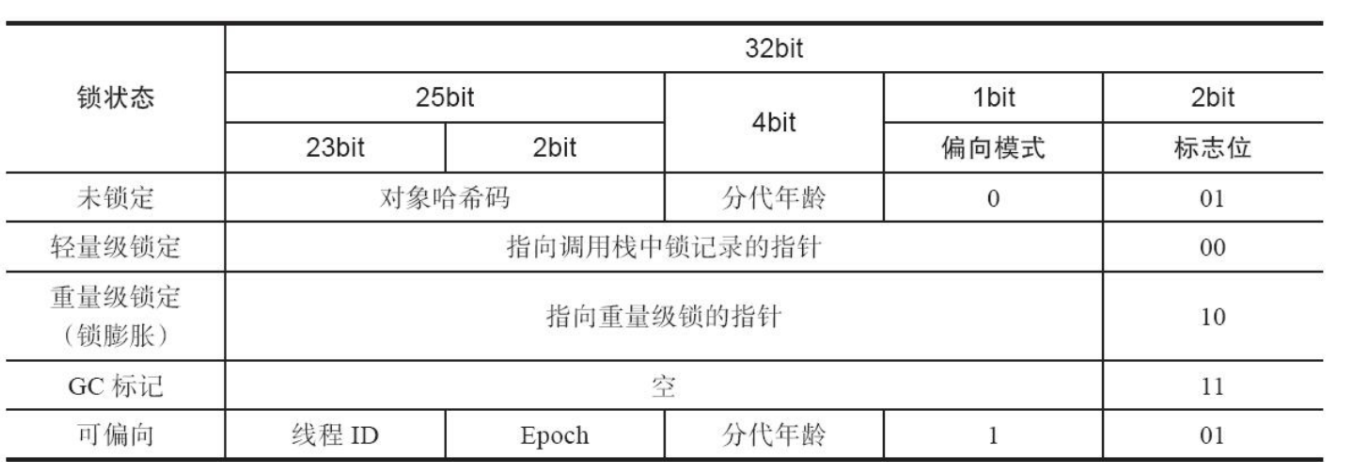 32bit
锁状态 25bit 4bit 1bit 2bit
23bit 2bit 偏向模式 标志位
未锁定 对象哈希码 分代年龄 0 01
轻量级锁定 指向调用栈中锁记录的指针 00
重量级锁定
（锁膨胀） 指向重量级锁的指针 10
GC 标记 空 11
可偏向 线程 ID Epoch 分代年龄 1 01